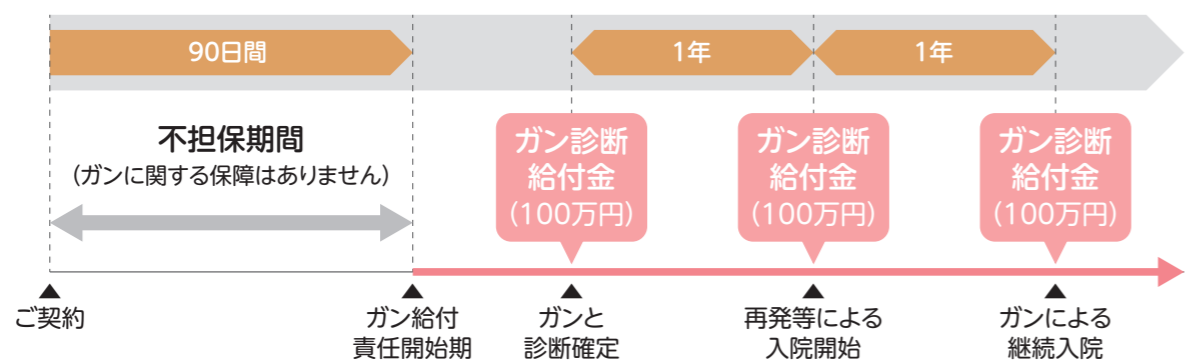 90日間
1年
1年
不担保期間
(ガンに関する保障はありません)
ガン診断
給付金
(100万円)
ガン診断
給付金
(100万円)
ガン診断
給付金
(100万円)
ご契約
ガン給付
責任開始期
ガンと
診断確定
再発等による
入院開始
ガンによる
継続入院